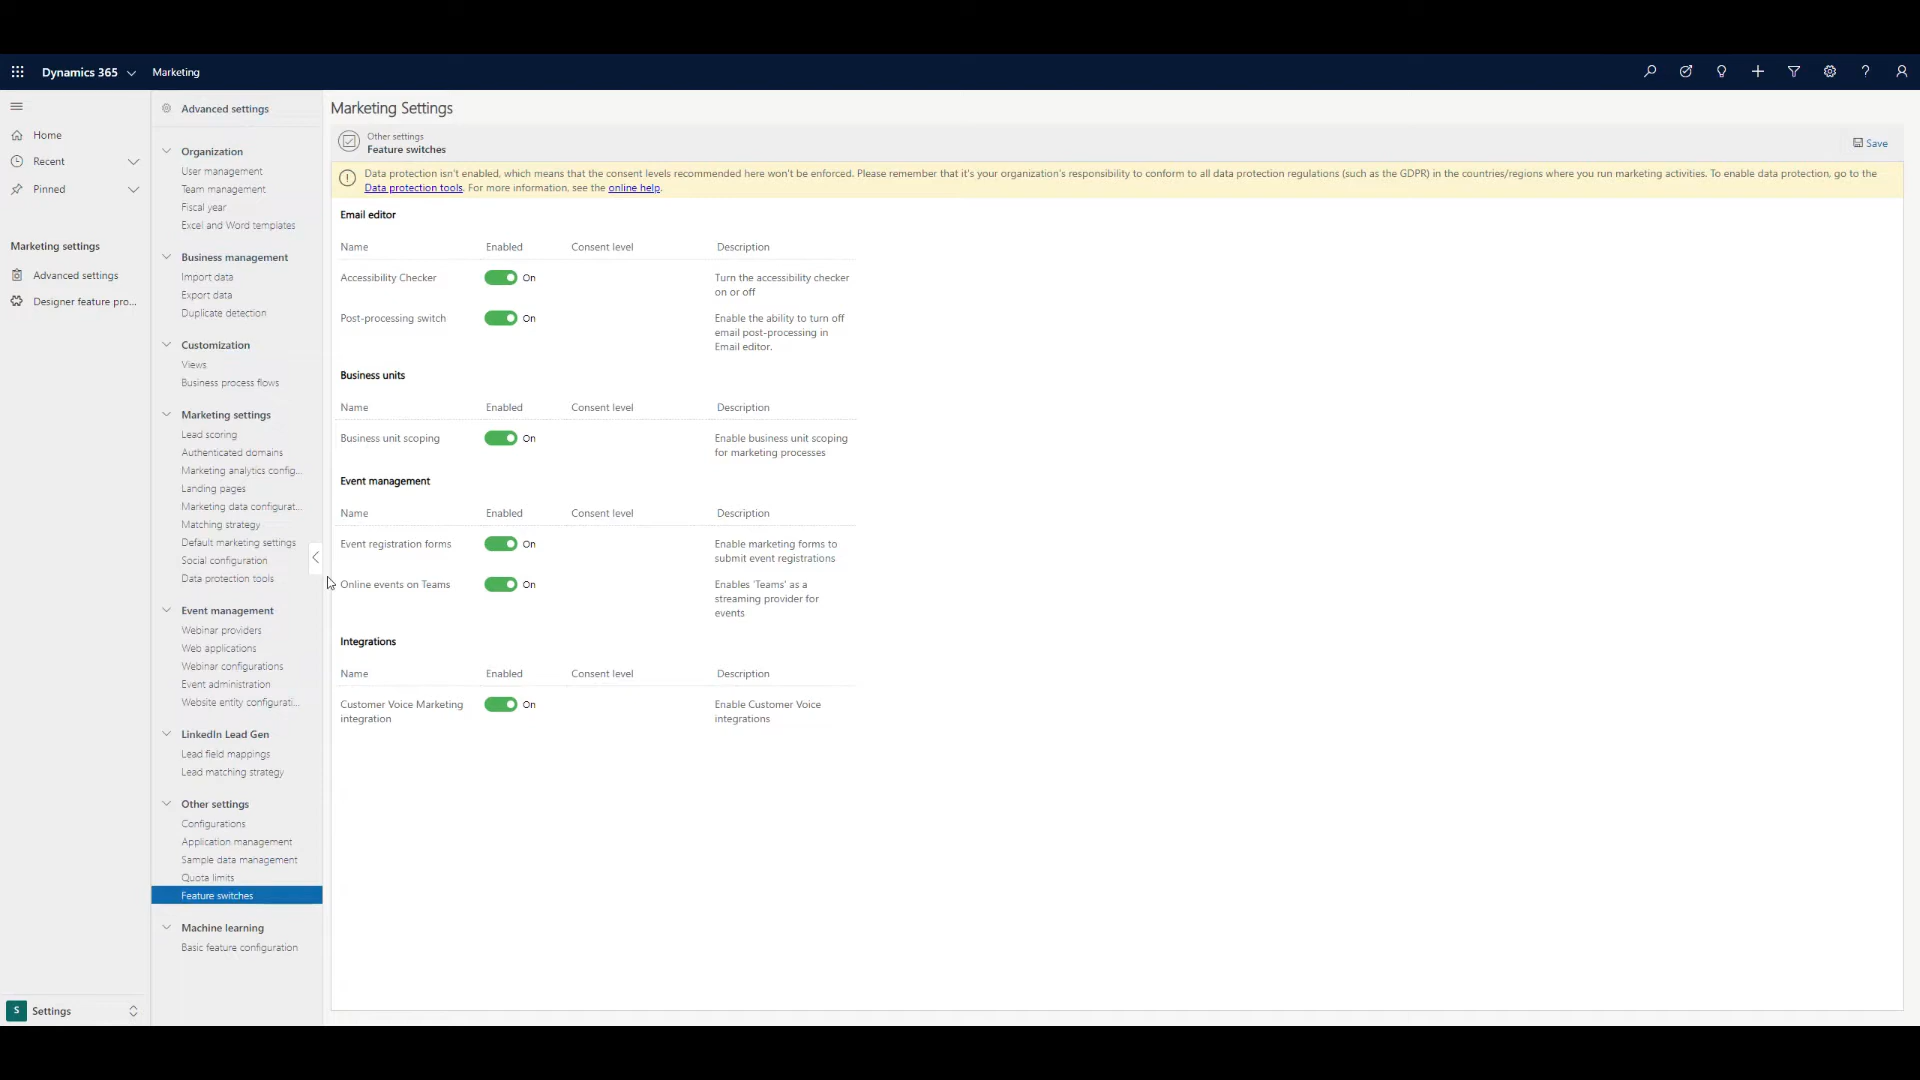 Dynamics 365
Marketing
Home
Recent
Pinned
Marketing settings
Advanced settings
Designer feature pro...
S
Settings
Advanced settings
Organization
User management
Team management
Fiscal year
Excel and Word templates
Business management
Import data
Export data
Duplicate detection
Customization
Views
Business process flows
Marketing settings
Lead scoring
Authenticated domains
Marketing analytics config...
Landing pages
Marketing data configurat...
Matching strategy
Default marketing settings
Social configuration
Data protection tools
Event management
Webinar providers
Web applications
Webinar configurations
Event administration
Website entity configurati...
LinkedIn Lead Gen
Lead field mappings
Lead matching strategy
Other settings
Configurations
Application management
Sample data management
Quota limits
Feature switches
Machine learning
Basic feature configuration
Marketing Settings
Other settings
Feature switches
Save
Data protection isn't enabled, which means that the consent levels recommended here won't be enforced. Please remember that it's your organization's responsibility to conform to all data protection regulations (such as the GDPR) in the countries/regions where you run marketing activities. To enable data protection, go to the
Data protection tools. For more information, see the online help.
Email editor
Name Enabled Consent level Description
Accessibility Checker On Turn the accessibility checker
on or off
Post-processing switch On Enable the ability to turn off
email post-processing in
Email editor.
Business units
Name Enabled Consent level Description
Business unit scoping On Enable business unit scoping
for marketing processes
Event management
Name Enabled Consent level Description
Event registration forms On Enable marketing forms to
submit event registrations
Online events on Teams On Enables 'Teams' as a
streaming provider for
events
Integrations
Name Enabled Consent level Description
Customer Voice Marketing On Enable Customer Voice
integration integrations